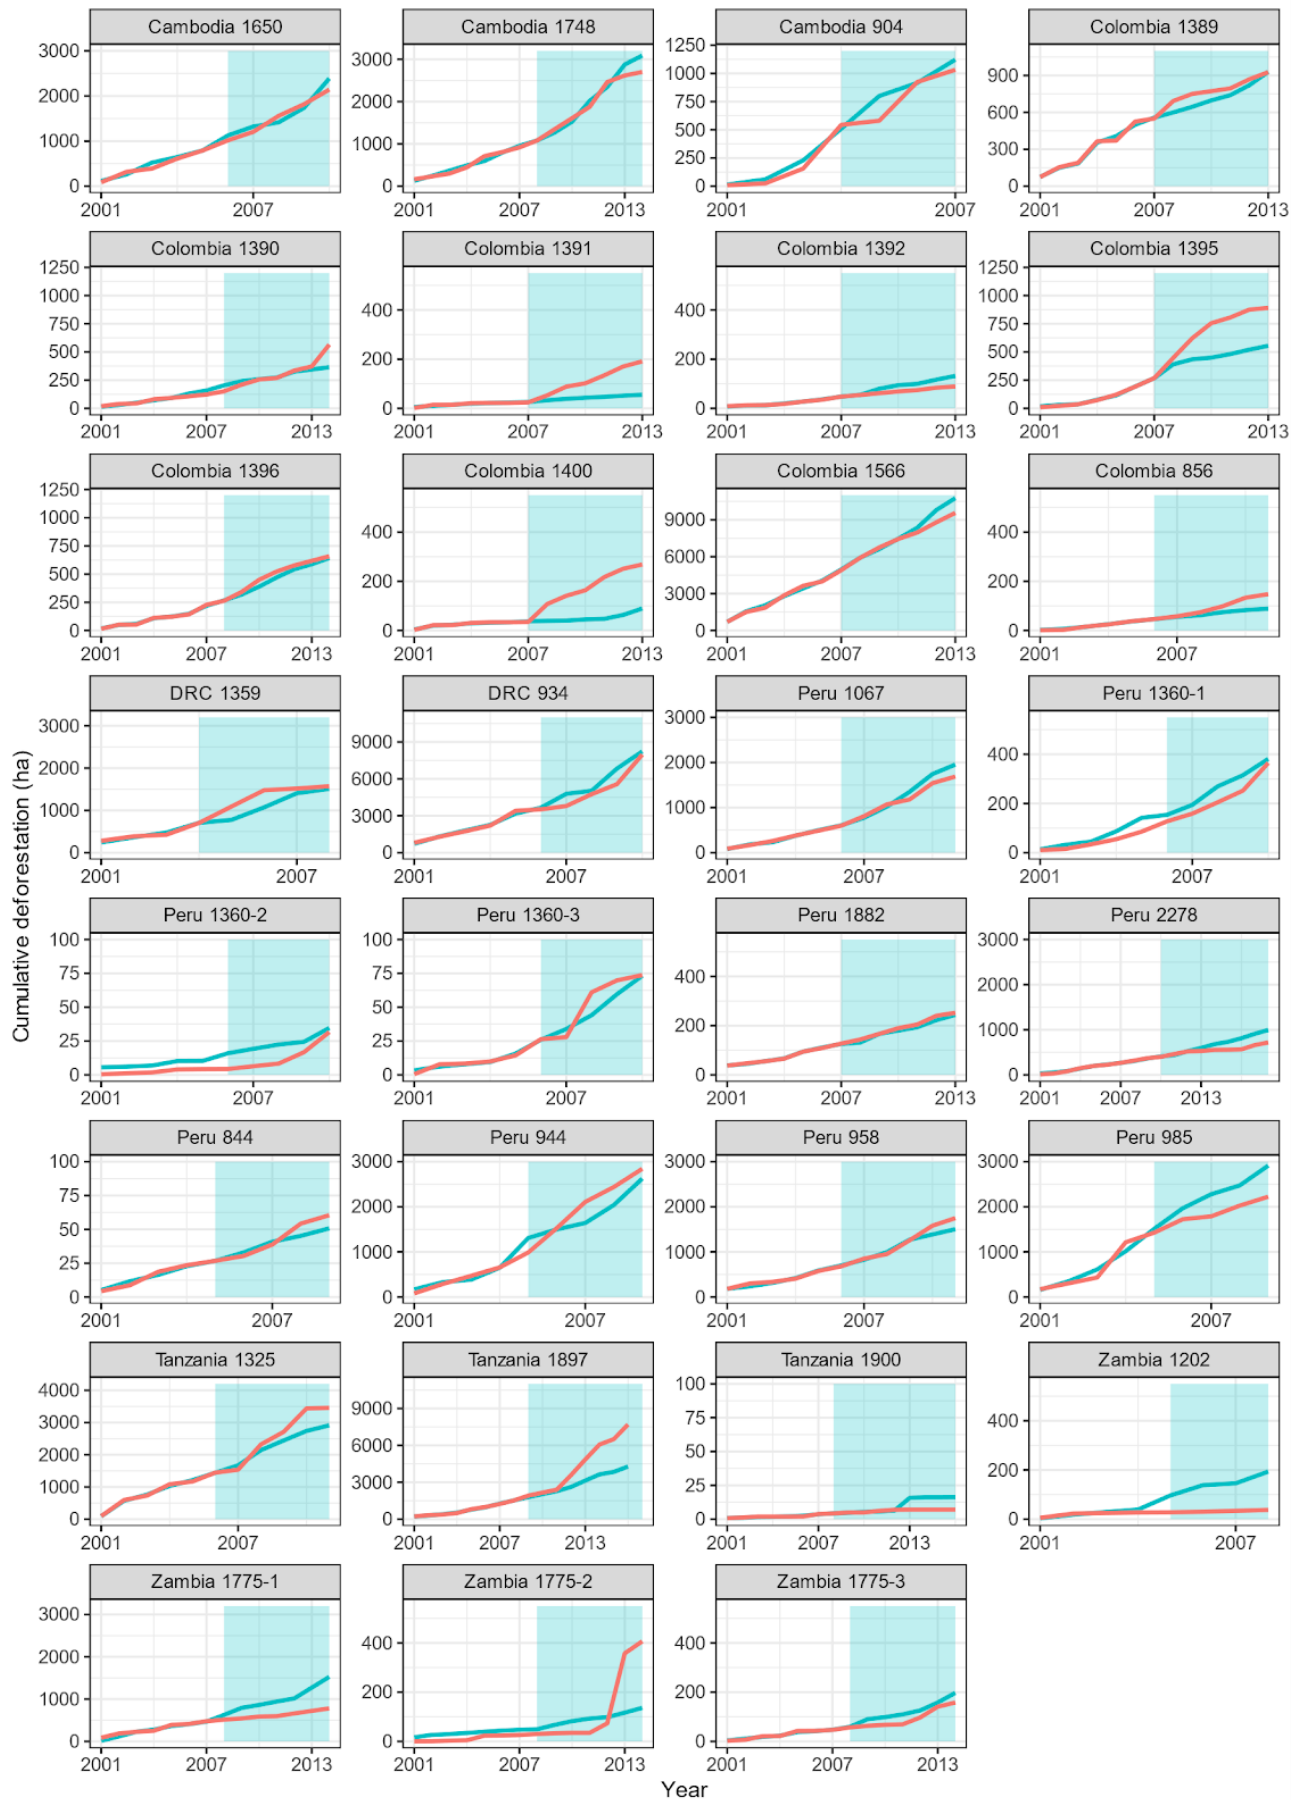 Cambodia 1650 Cambodia 1748 Cambodia 904 Colombia 1389
3000 2000 1000 0 2001 2007
3000 2000 1000 0 2001 2007 2013
1250 1000 750 500 250 0 2001 2007
900 600 300 0 2001 2007 2013
Colombia 1390 Colombia 1391 Colombia 1392 Colombia 1395
1250 1000 750 500 250 0 2001 2007 2013
400 200 0 2001 2007 2013
400 200 0 2001 2007 2013
1250 1000 750 500 250 0 2001 2007 2013
Colombia 1396 Colombia 1400 Colombia 1566 Colombia 856
1250 1000 750 500 250 0 2001 2007 2013
400 200 0 2001 2007 2013
9000 6000 3000 0 2001 2007 2013
400 200 0 2001 2007
DRC 1359 DRC 934 Peru 1067 Peru 1360-1
3000 2000 1000 0 2001 2007
9000 6000 3000 0 2001 2007
3000 2000 1000 0 2001 2007
400 200 0 2001 2007
Cumulative deforestation (ha)
Peru 1360-2 Peru 1360-3 Peru 1882 Peru 2278
100 75 50 25 0 2001 2007
100 75 50 25 0 2001 2007
400 200 0 2001 2007 2013
3000 2000 1000 0 2001 2007 2013
Peru 844 Peru 944 Peru 958 Peru 985
100 75 50 25 0 2001 2007
3000 2000 1000 0 2001 2007
3000 2000 1000 0 2001 2007
3000 2000 1000 0 2001 2007
Tanzania 1325 Tanzania 1897 Tanzania 1900 Zambia 1202
4000 3000 2000 1000 0 2001 2007
9000 6000 3000 0 2001 2007 2013
100 75 50 25 0 2001 2007 2013
400 200 0 2001 2007
Zambia 1775-1 Zambia 1775-2 Zambia 1775-3
3000 2000 1000 0 2001 2007 2013
400 200 0 2001 2007 2013
400 200 0 2001 2007 2013
Year